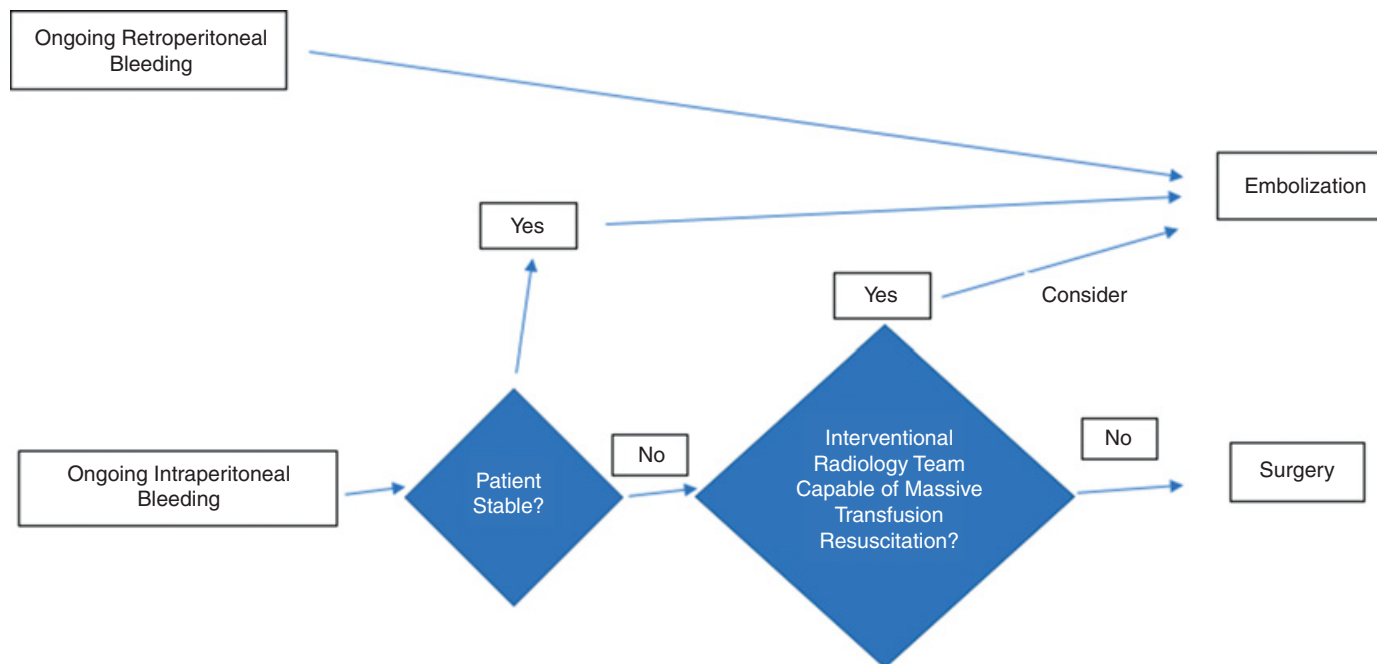 Ongoing Retroperitoneal
Bleeding
Embolization
Yes
Yes
Consider
Ongoing Intraperitoneal
Bleeding
Patient
Stable?
No
Interventional
Radiology Team
Capable of Massive
Transfusion
Resuscitation?
No
Surgery